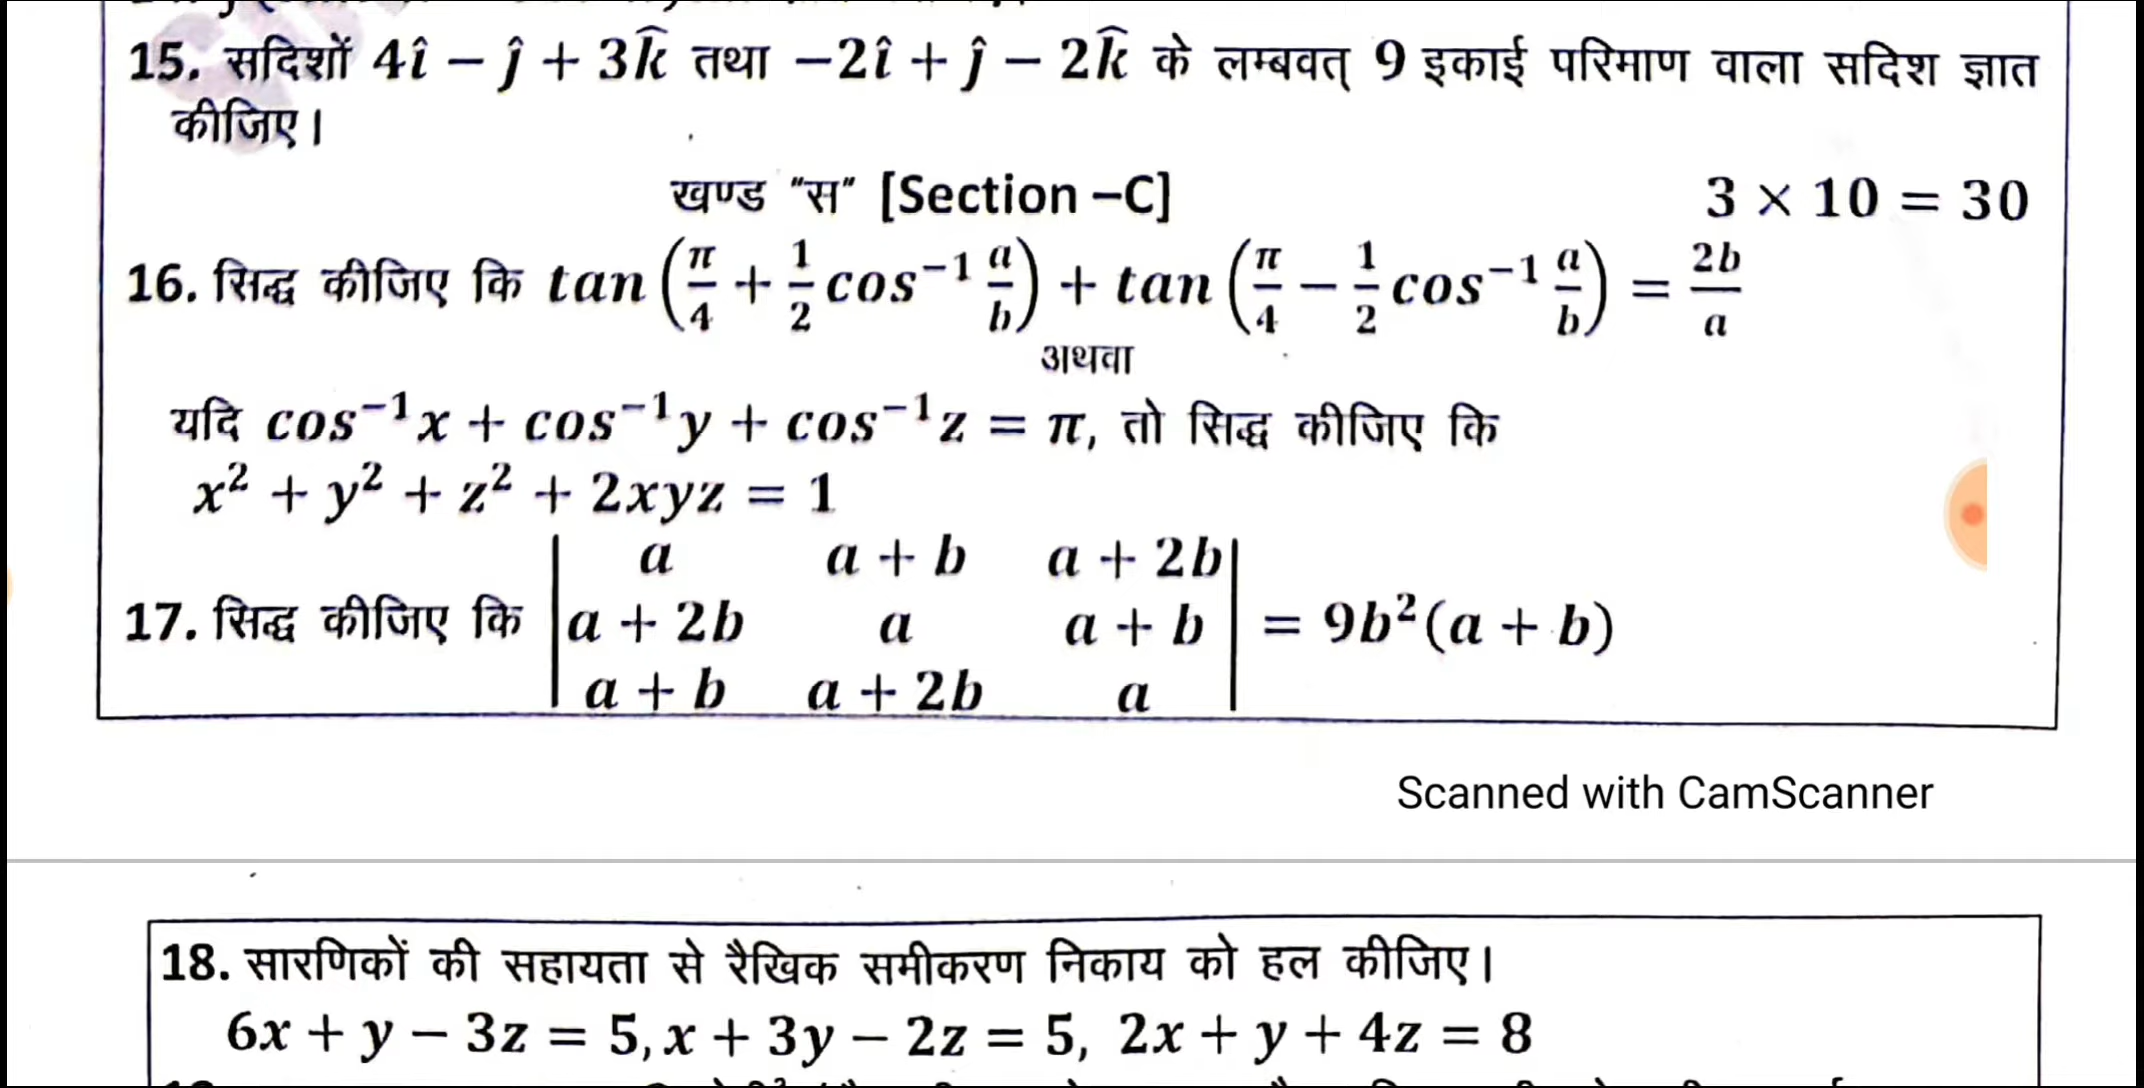 15. सदिशों 4î − ĵ + 3k̂ तथा −2î + ĵ − 2k̂ के लम्बवत् 9 इकाई परिमाण वाला सदिश ज्ञात
कीजिए।
खण्ड "स" [Section –C] 3 × 10 = 30
16. सिद्ध कीजिए कि tan (π/4 + 1/2 cos⁻¹ a/b) + tan (π/4 − 1/2 cos⁻¹ a/b) = 2b/a
अथवा
यदि cos⁻¹x + cos⁻¹y + cos⁻¹z = π, तो सिद्ध कीजिए कि
x² + y² + z² + 2xyz = 1
a a + b a + 2b
17. सिद्ध कीजिए कि |a + 2b a a + b| = 9b²(a + b)
a + b a + 2b a
Scanned with CamScanner
18. सारणिकों की सहायता से रैखिक समीकरण निकाय को हल कीजिए।
6x + y − 3z = 5, x + 3y − 2z = 5, 2x + y + 4z = 8